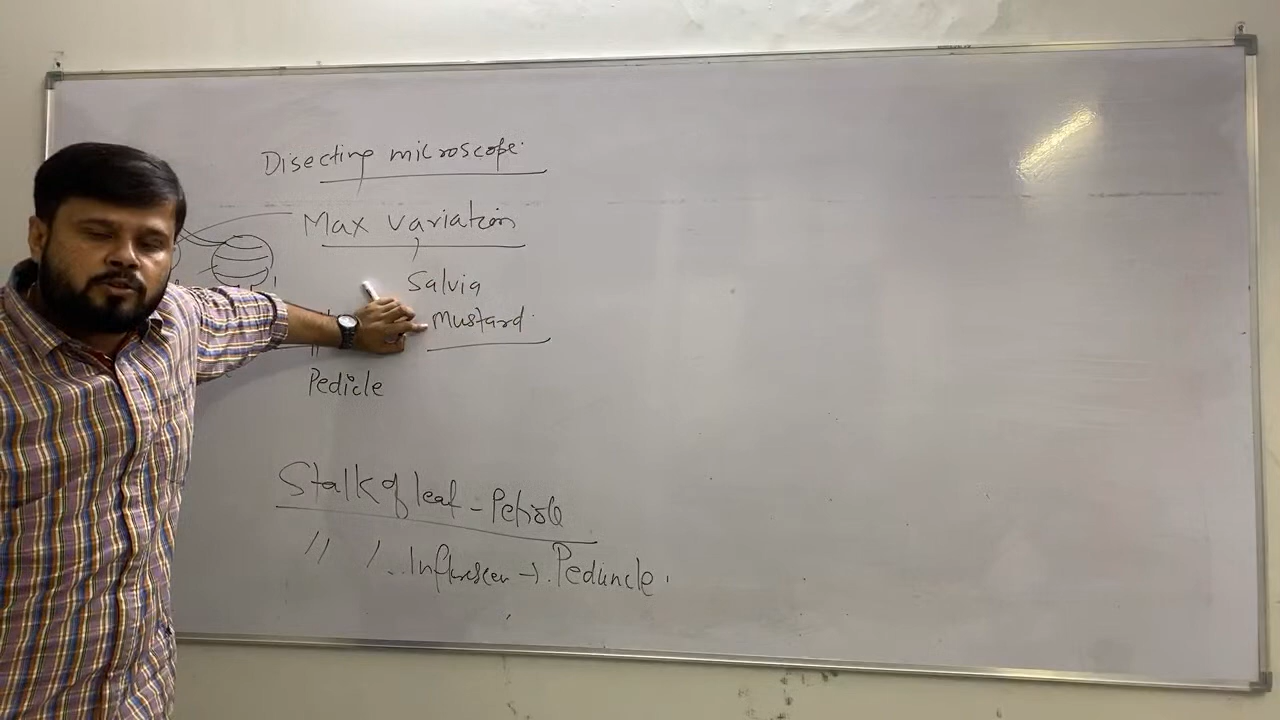 Disecting microscope.
Max variation
Salvia
Mustard.
Pedicle
Stalk of leaf - Petiole
" " Peduncle.